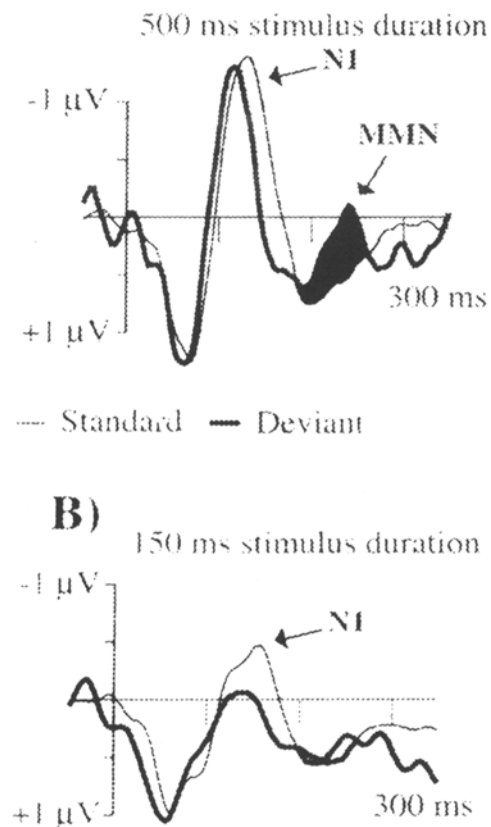 500 ms stimulus duration
N1
-1 µV
MMN
300 ms
+1 µV
Standard Deviant
B)
150 ms stimulus duration
-1 µV
N1
300 ms
+1 µV